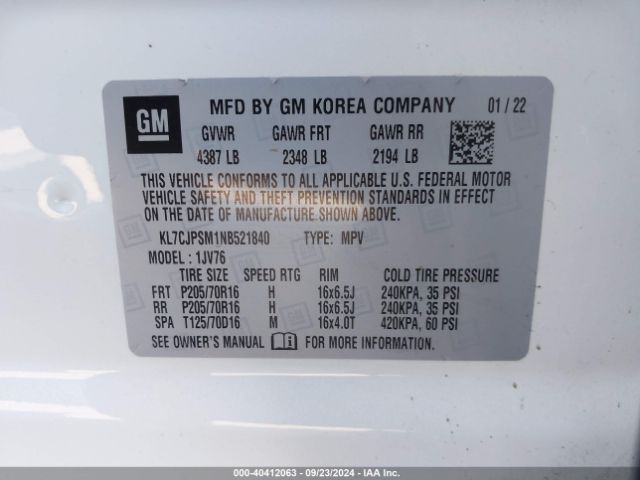 GM MFD BY GM KOREA COMPANY 01 / 22
GVWR GAWR FRT GAWR RR
4387 LB 2348 LB 2194 LB
THIS VEHICLE CONFORMS TO ALL APPLICABLE U.S. FEDERAL MOTOR
VEHICLE SAFETY AND THEFT PREVENTION STANDARDS IN EFFECT
ON THE DATE OF MANUFACTURE SHOWN ABOVE.
KL7CJPSM1NB521840 TYPE: MPV
MODEL : 1JV76
TIRE SIZE SPEED RTG RIM COLD TIRE PRESSURE
FRT P205/70R16 H 16x6.5J 240KPA, 35 PSI
RR P205/70R16 H 16x6.5J 240KPA, 35 PSI
SPA T125/70D16 M 16x4.0T 420KPA, 60 PSI
SEE OWNER'S MANUAL FOR MORE INFORMATION.
000-40412063 - 09/23/2024 - IAAI.COM